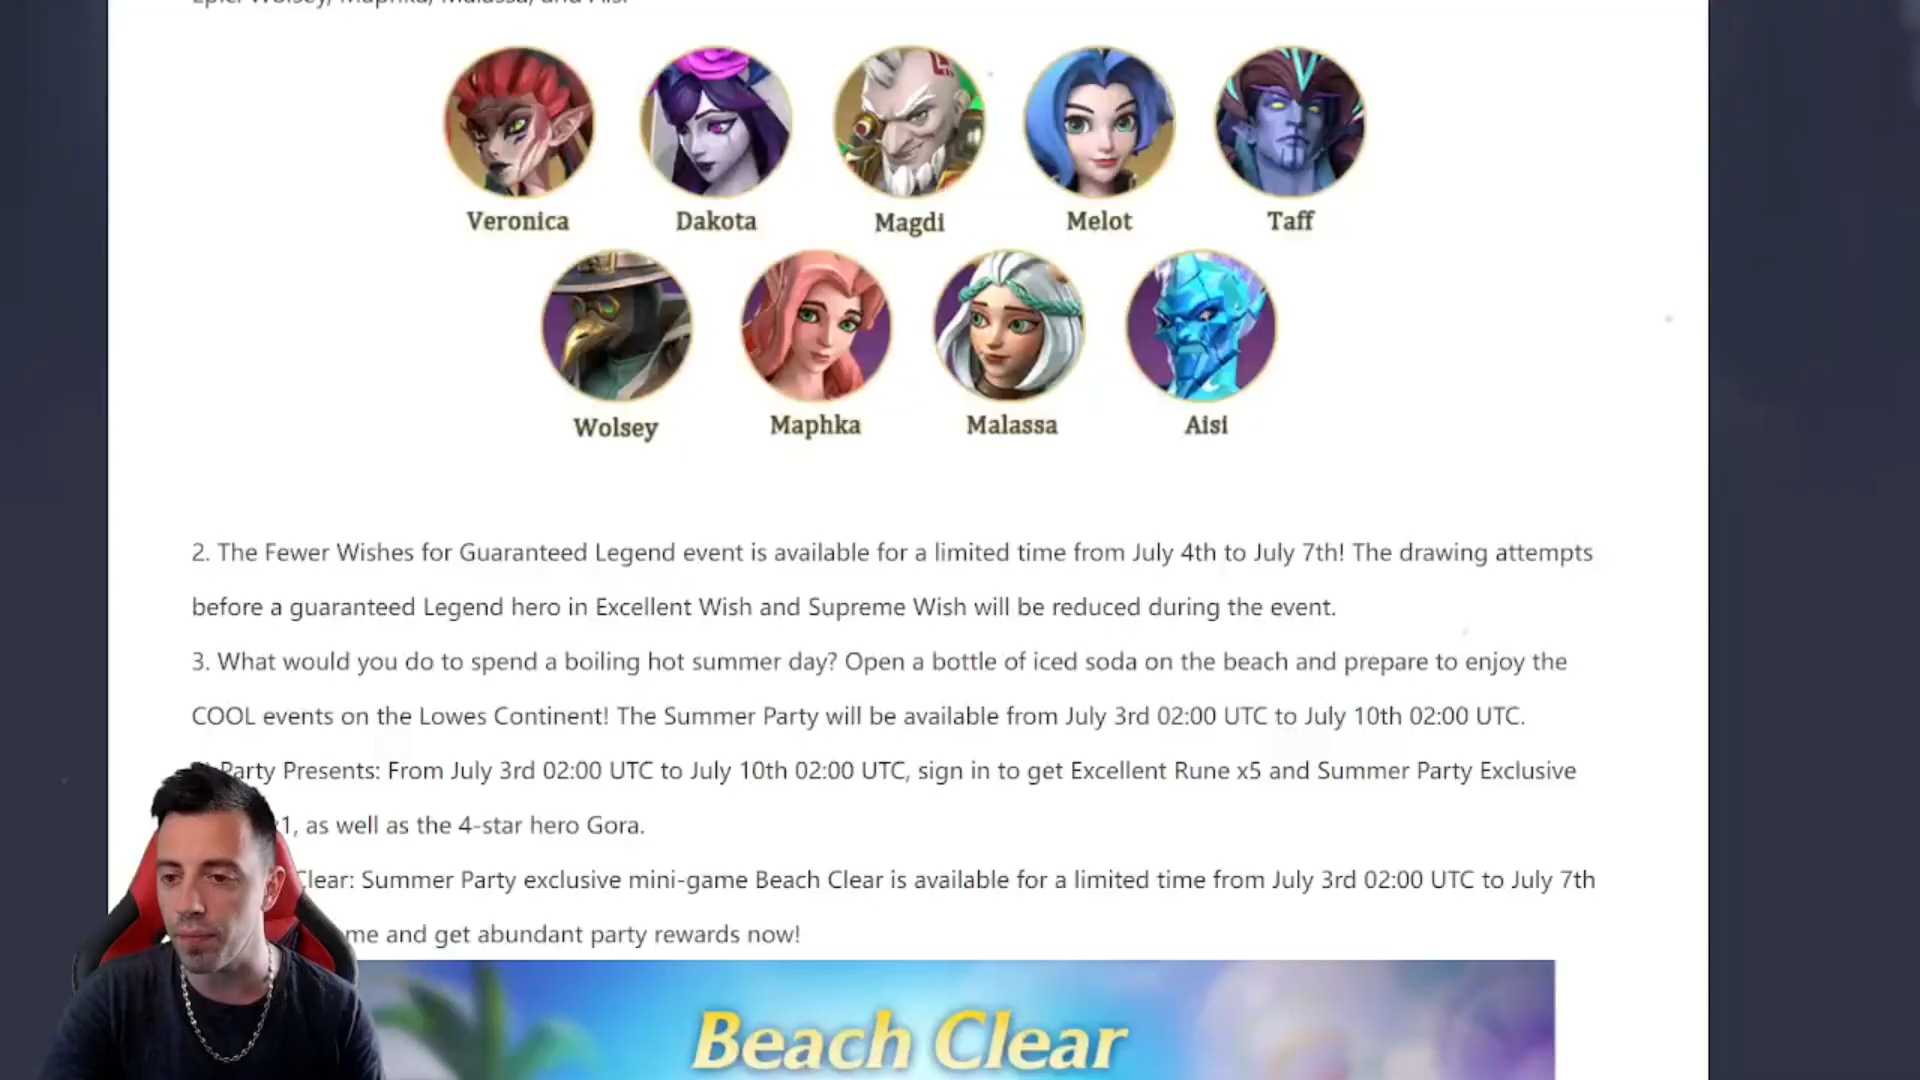 Epic: Wolsey, Maphka, Malassa, and Aisi
Veronica Dakota Magdi Melot Taff
Wolsey Maphka Malassa Aisi
2. The Fewer Wishes for Guaranteed Legend event is available for a limited time from July 4th to July 7th! The drawing attempts
before a guaranteed Legend hero in Excellent Wish and Supreme Wish will be reduced during the event.
3. What would you do to spend a boiling hot summer day? Open a bottle of iced soda on the beach and prepare to enjoy the
COOL events on the Lowes Continent! The Summer Party will be available from July 3rd 02:00 UTC to July 10th 02:00 UTC.
Party Presents: From July 3rd 02:00 UTC to July 10th 02:00 UTC, sign in to get Excellent Rune x5 and Summer Party Exclusive
1, as well as the 4-star hero Gora.
Clear: Summer Party exclusive mini-game Beach Clear is available for a limited time from July 3rd 02:00 UTC to July 7th
me and get abundant party rewards now!
Beach Clear